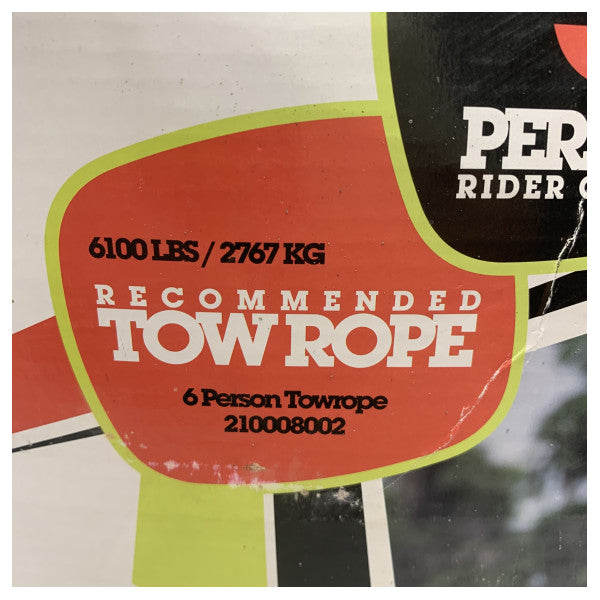 RIDER
6100 LBS / 2767 KG
RECOMMENDED
TOW ROPE
6 Person Towrope
210008002